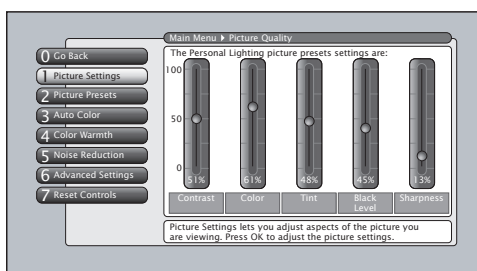 Main Menu ▶ Picture Quality
0 Go Back
1 Picture Settings
2 Picture Presets
3 Auto Color
4 Color Warmth
5 Noise Reduction
6 Advanced Settings
7 Reset Controls
The Personal Lighting picture presets settings are:
100
50
0
51% 61% 48% 45% 13%
Contrast Color Tint Black Sharpness
Level
Picture Settings lets you adjust aspects of the picture you
are viewing. Press OK to adjust the picture settings.